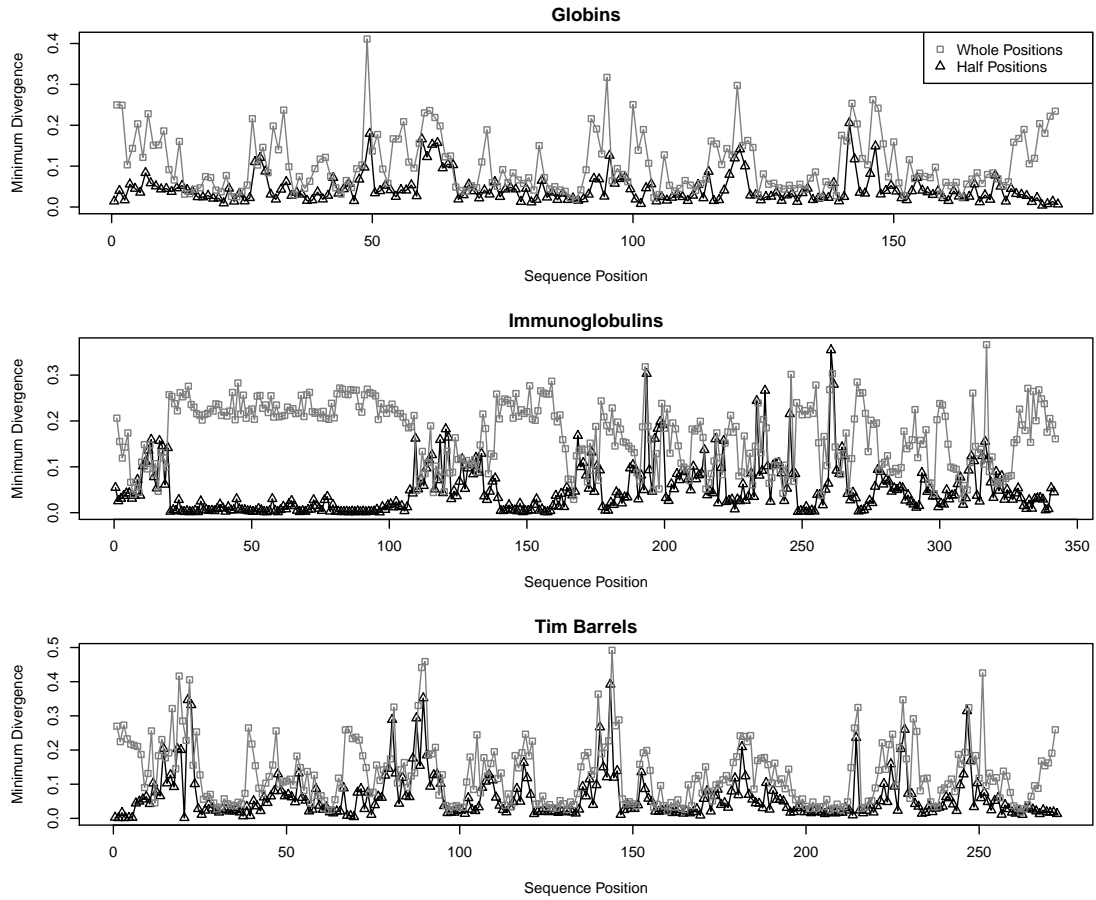 Globins
Whole Positions
Half Positions
Minimum Divergence
0.4
0.3
0.2
0.1
0.0
0 50 100 150
Sequence Position
Immunoglobulins
Minimum Divergence
0.3
0.2
0.1
0.0
0 50 100 150 200 250 300 350
Sequence Position
Tim Barrels
Minimum Divergence
0.5
0.4
0.3
0.2
0.1
0.0
0 50 100 150 200 250
Sequence Position